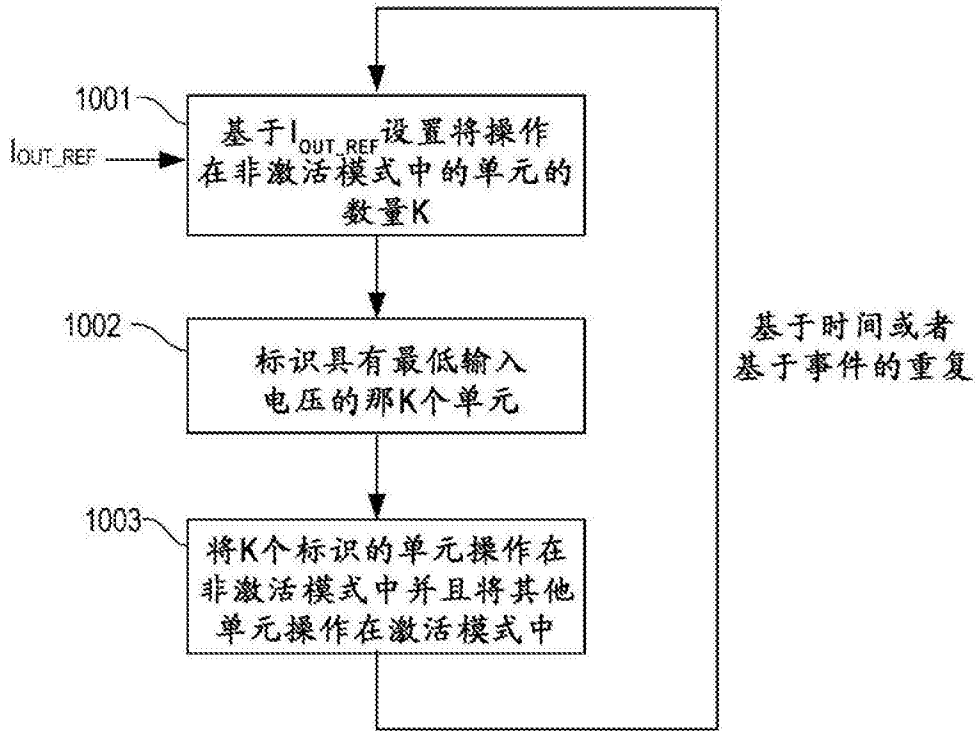 1001
I_OUT_REF
基于I_OUT_REF设置将操作
在非激活模式中的单元的
数量K
1002
标识具有最低输入
电压的那K个单元
基于时间或者
基于事件的重复
1003
将K个标识的单元操作在
非激活模式中并且将其他
单元操作在激活模式中